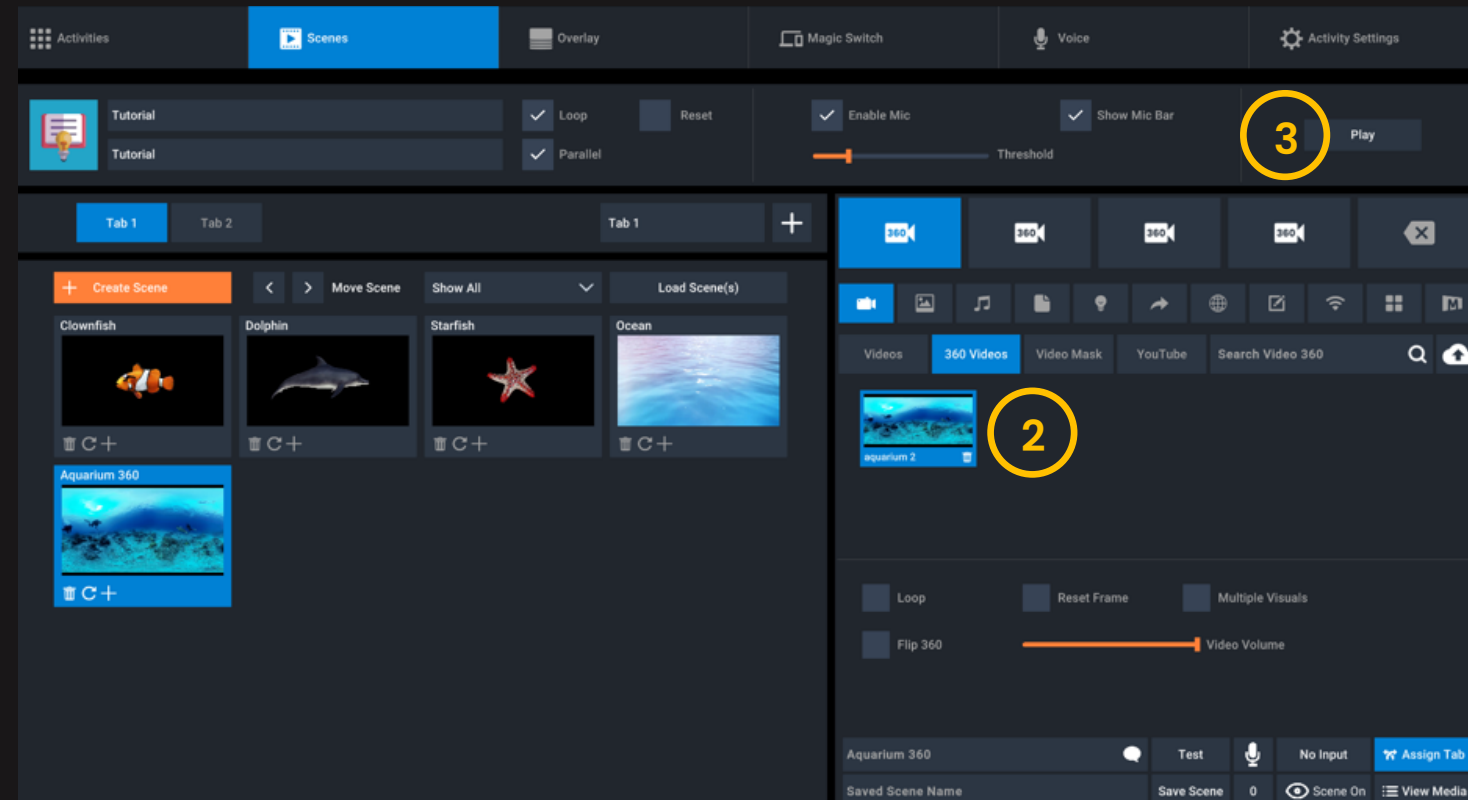 Activities Scenes Overlay Magic Switch Voice Activity Settings
Tutorial Loop Reset Enable Mic Show Mic Bar
3 Play
Tutorial Parallel Threshold
Tab 1 Tab 2 Tab 1
360 360 360 360
Create Scene Move Scene Show All Load Scene(s)
Clownfish Dolphin Starfish Ocean
Videos 360 Videos Video Mask YouTube Search Video 360
2
aquarium 2
Aquarium 360
Loop Reset Frame Multiple Visuals
Flip 360 Video Volume
Aquarium 360 Test No Input Assign Tab
Saved Scene Name Save Scene 0 Scene On View Media